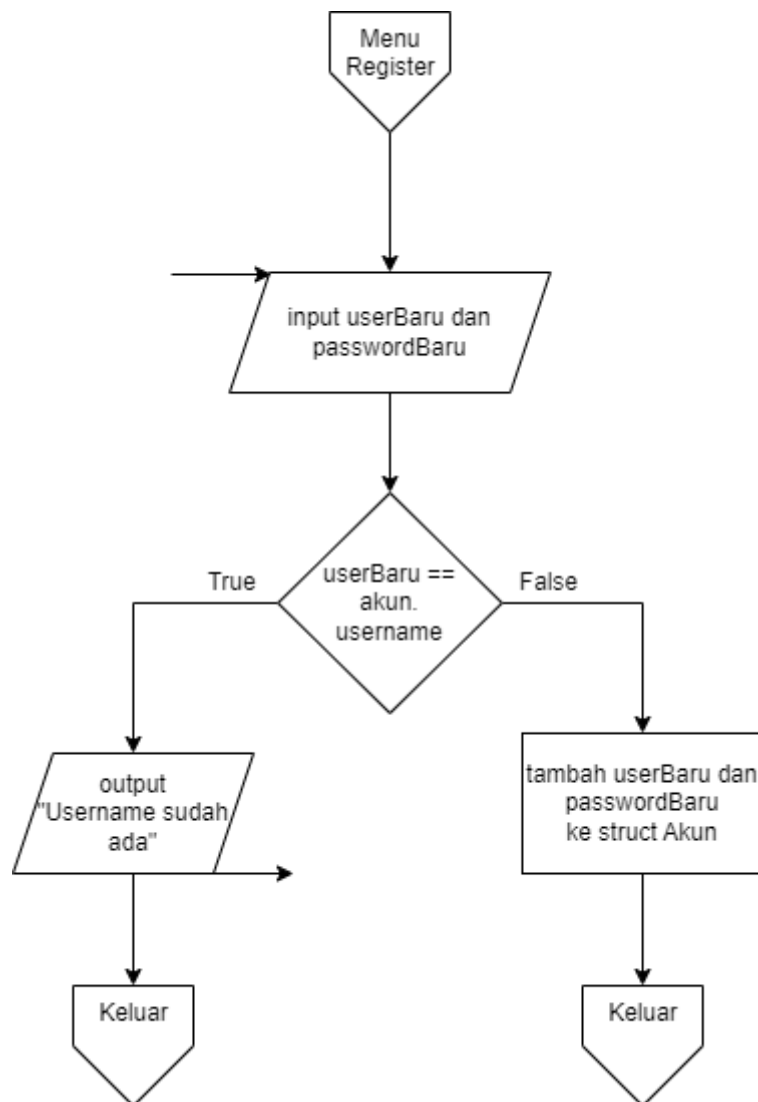 Menu
Register
input userBaru dan
passwordBaru
userBaru ==
akun.
username
True
False
output
"Username sudah
ada"
tambah userBaru dan
passwordBaru
ke struct Akun
Keluar
Keluar